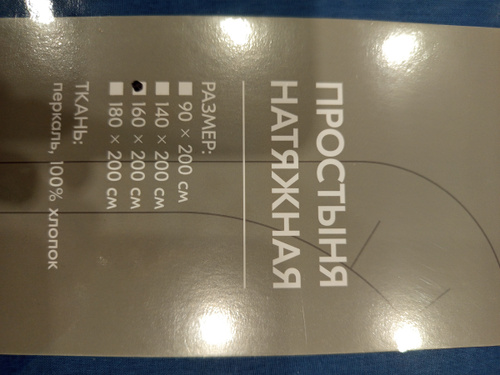 ПРОСТЫНЯ
НАТЯЖНАЯ
РАЗМЕР:
90 × 200 см
140 × 200 см
160 × 200 см
180 × 200 см
ТКАНЬ:
перкаль, 100% хлопок